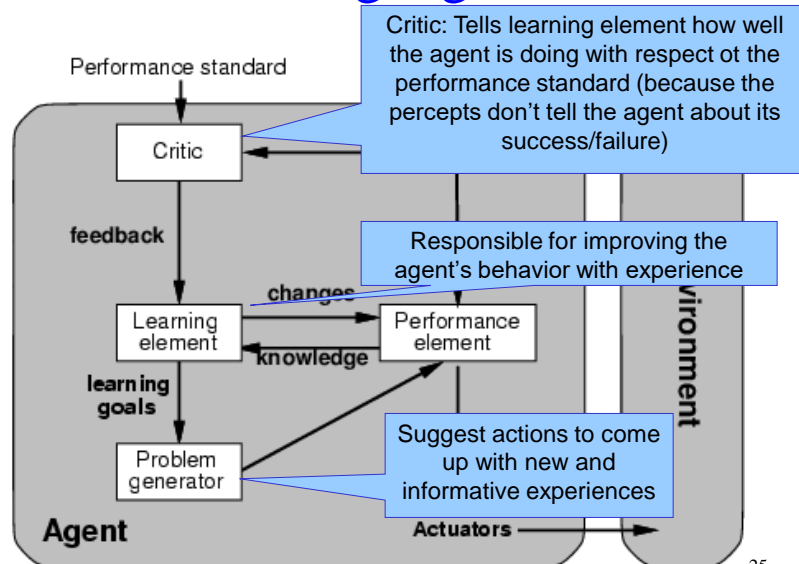 Critic: Tells learning element how well
the agent is doing with respect ot the
performance standard (because the
percepts don't tell the agent about its
success/failure)
Performance standard
Critic
feedback
Responsible for improving the
agent's behavior with experience
changes
Learning
element
Performance
element
knowledge
vironment
learning
goals
Problem
generator
Suggest actions to come
up with new and
informative experiences
Agent
Actuators